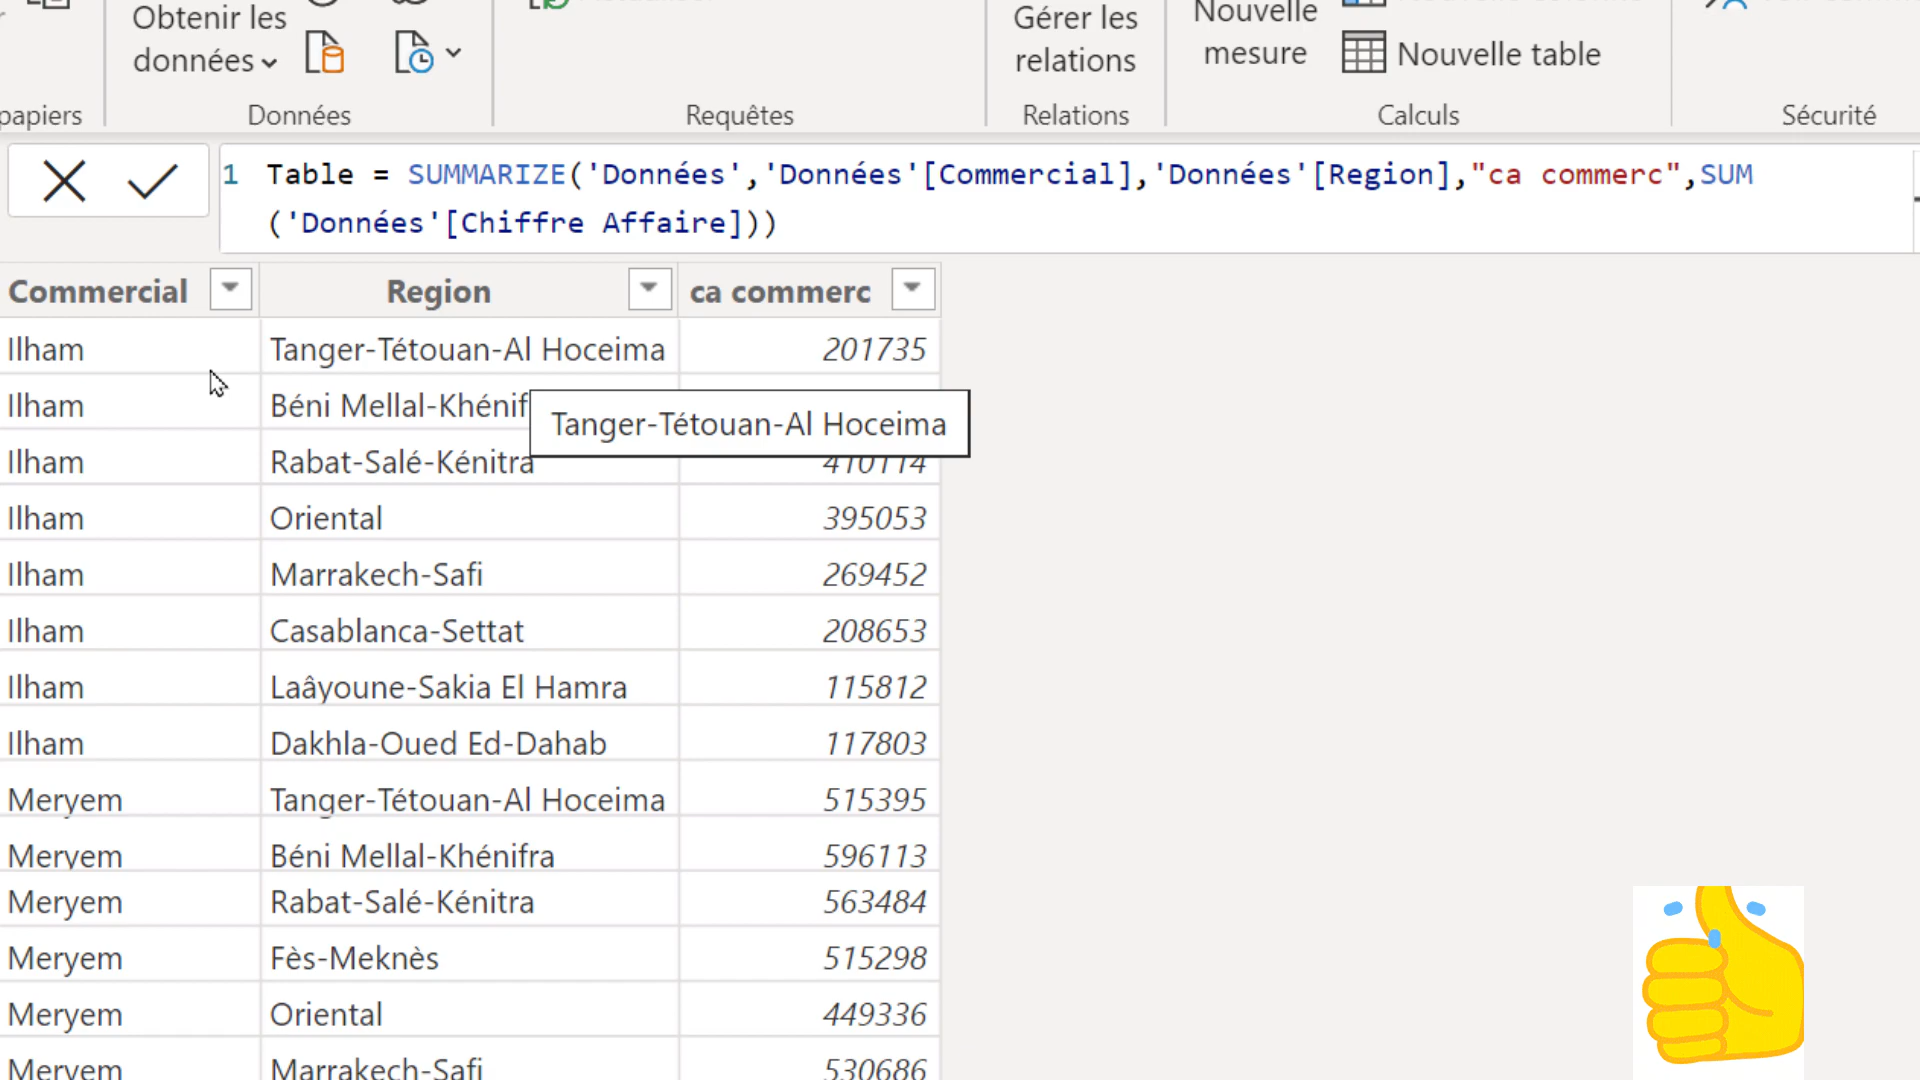 Obtenir les
données
Gérer les
relations
Nouvelle
mesure
Nouvelle table
papiers
Données
Requêtes
Relations
Calculs
Sécurité
1 Table = SUMMARIZE('Données','Données'[Commercial],'Données'[Region],"ca commerc",SUM
('Données'[Chiffre Affaire]))
Commercial Region ca commerc
Ilham Tanger-Tétouan-Al Hoceima 201735
Ilham Béni Mellal-Khénif
Tanger-Tétouan-Al Hoceima
Ilham Rabat-Salé-Kénitra 410114
Ilham Oriental 395053
Ilham Marrakech-Safi 269452
Ilham Casablanca-Settat 208653
Ilham Laâyoune-Sakia El Hamra 115812
Ilham Dakhla-Oued Ed-Dahab 117803
Meryem Tanger-Tétouan-Al Hoceima 515395
Meryem Béni Mellal-Khénifra 596113
Meryem Rabat-Salé-Kénitra 563484
Meryem Fès-Meknès 515298
Meryem Oriental 449336
Meryem Marrakech-Safi 530686